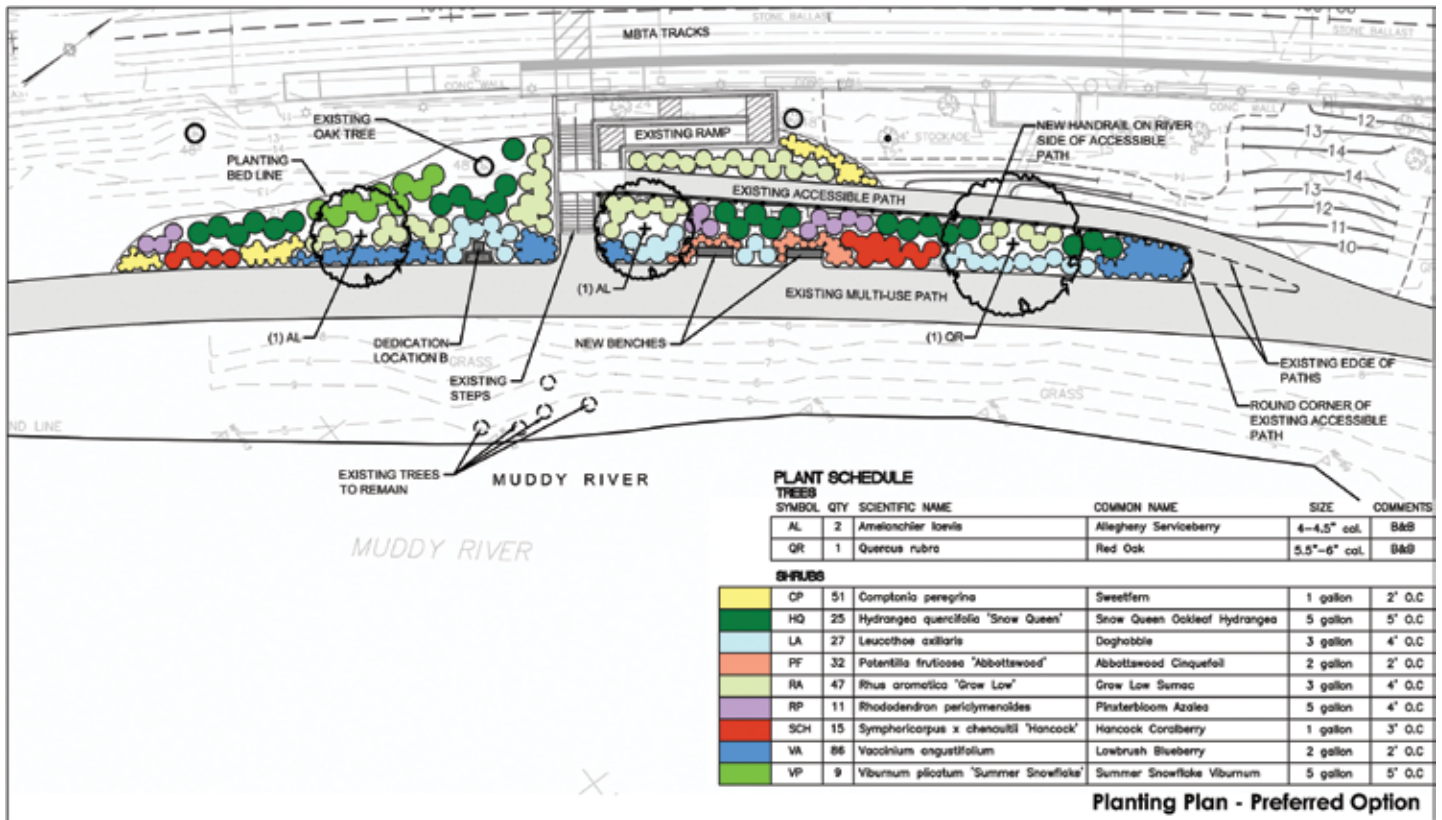 STONE BALLAST
STONE BALLAST
MBTA TRACKS
CONC WALL
CONC WALL
CONC WALL
EXISTING
OAK TREE
EXISTING RAMP
4' STOCKADE
NEW HANDRAIL ON RIVER
SIDE OF ACCESSIBLE
PATH
13
12
14
14
13
12
11
10
PLANTING
BED LINE
48"
EXISTING ACCESSIBLE PATH
(1) AL
EXISTING MULTI-USE PATH
(1) AL
DEDICATION
LOCATION B
NEW BENCHES
(1) QR
GRASS
EXISTING
STEPS
EXISTING EDGE OF
PATHS
GRASS
ROUND CORNER OF
EXISTING ACCESSIBLE
PATH
ND LINE
EXISTING TREES
TO REMAIN
MUDDY RIVER
MUDDY RIVER
PLANT SCHEDULE
TREES
SYMBOL QTY SCIENTIFIC NAME COMMON NAME SIZE COMMENTS
AL 2 Amelanchier laevis Allegheny Serviceberry 4-4.5" cal. B&B
QR 1 Quercus rubra Red Oak 5.5"-6" cal. B&B
SHRUBS
CP 51 Comptonia peregrina Sweetfern 1 gallon 2' O.C
HQ 25 Hydrangea quercifolia 'Snow Queen' Snow Queen Oakleaf Hydrangea 5 gallon 5' O.C
LA 27 Leucothoe axillaris Doghobble 3 gallon 4' O.C
PF 32 Potentilla fruticosa "Abbottswood" Abbottswood Cinquefoil 2 gallon 2' O.C
RA 47 Rhus aromatica 'Grow Low' Grow Low Sumac 3 gallon 4' O.C
RP 11 Rhododendron periclymenoides Pinxterbloom Azalea 5 gallon 4' O.C
SCH 15 Symphoricarpus x chenaultii 'Hancock' Hancock Coralberry 1 gallon 3' O.C
VA 86 Vaccinium angustifolium Lowbrush Blueberry 2 gallon 2' O.C
VP 9 Viburnum plicatum 'Summer Snowflake' Summer Snowflake Viburnum 5 gallon 5' O.C
Planting Plan - Preferred Option